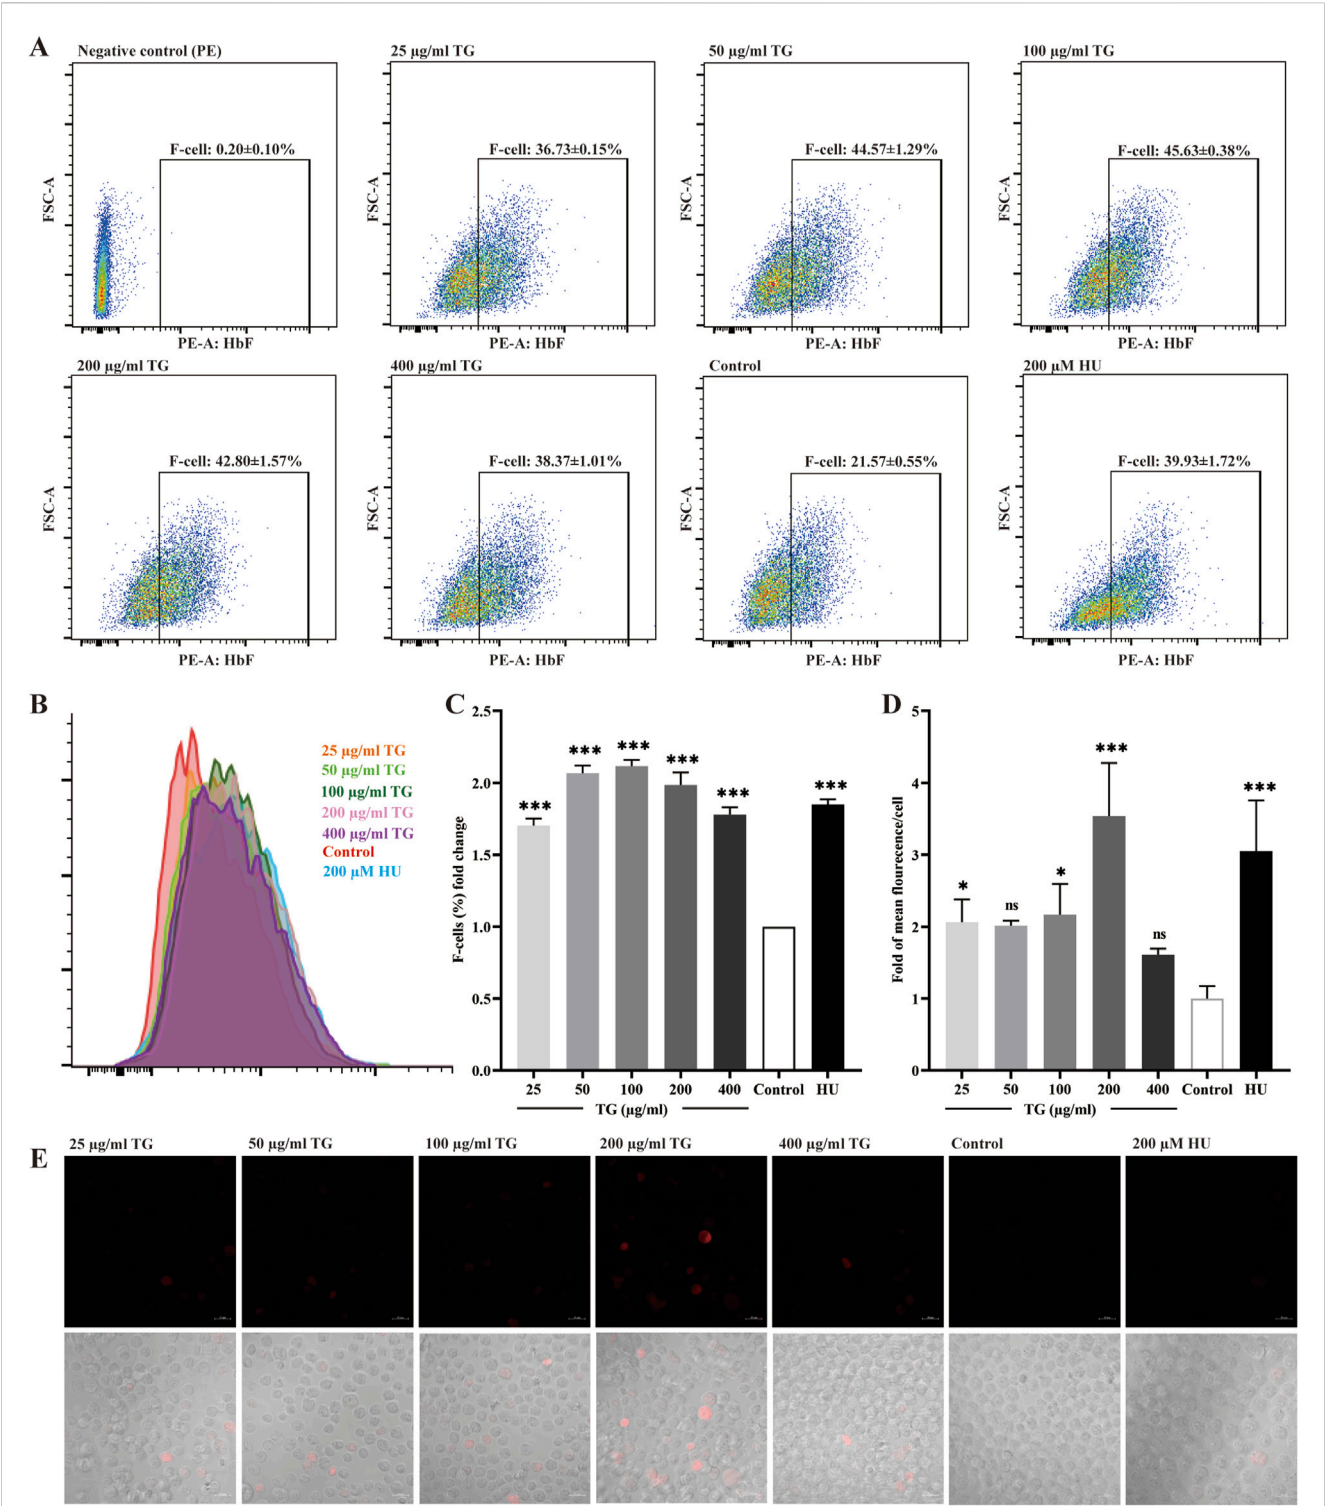 A
Negative control (PE)
25 µg/ml TG
50 µg/ml TG
100 µg/ml TG
F-cell: 0.20±0.10%
F-cell: 36.73±0.15%
F-cell: 44.57±1.29%
F-cell: 45.63±0.38%
FSC-A
FSC-A
FSC-A
FSC-A
PE-A: HbF
PE-A: HbF
PE-A: HbF
PE-A: HbF
200 µg/ml TG
400 µg/ml TG
Control
200 µM HU
F-cell: 42.80±1.57%
F-cell: 38.37±1.01%
F-cell: 21.57±0.55%
F-cell: 39.93±1.72%
FSC-A
FSC-A
FSC-A
FSC-A
PE-A: HbF
PE-A: HbF
PE-A: HbF
PE-A: HbF
B
25 µg/ml TG
50 µg/ml TG
100 µg/ml TG
200 µg/ml TG
400 µg/ml TG
Control
200 µM HU
C
F-cells (%) fold change
2.5
2.0
1.5
1.0
0.5
0.0
***
***
***
***
***
***
25
50
100
200
400
Control
HU
TG (µg/ml)
D
Fold of mean flourecence/cell
5
4
3
2
1
0
*
ns
*
***
ns
***
25
50
100
200
400
Control
HU
TG (µg/ml)
E
25 µg/ml TG
50 µg/ml TG
100 µg/ml TG
200 µg/ml TG
400 µg/ml TG
Control
200 µM HU